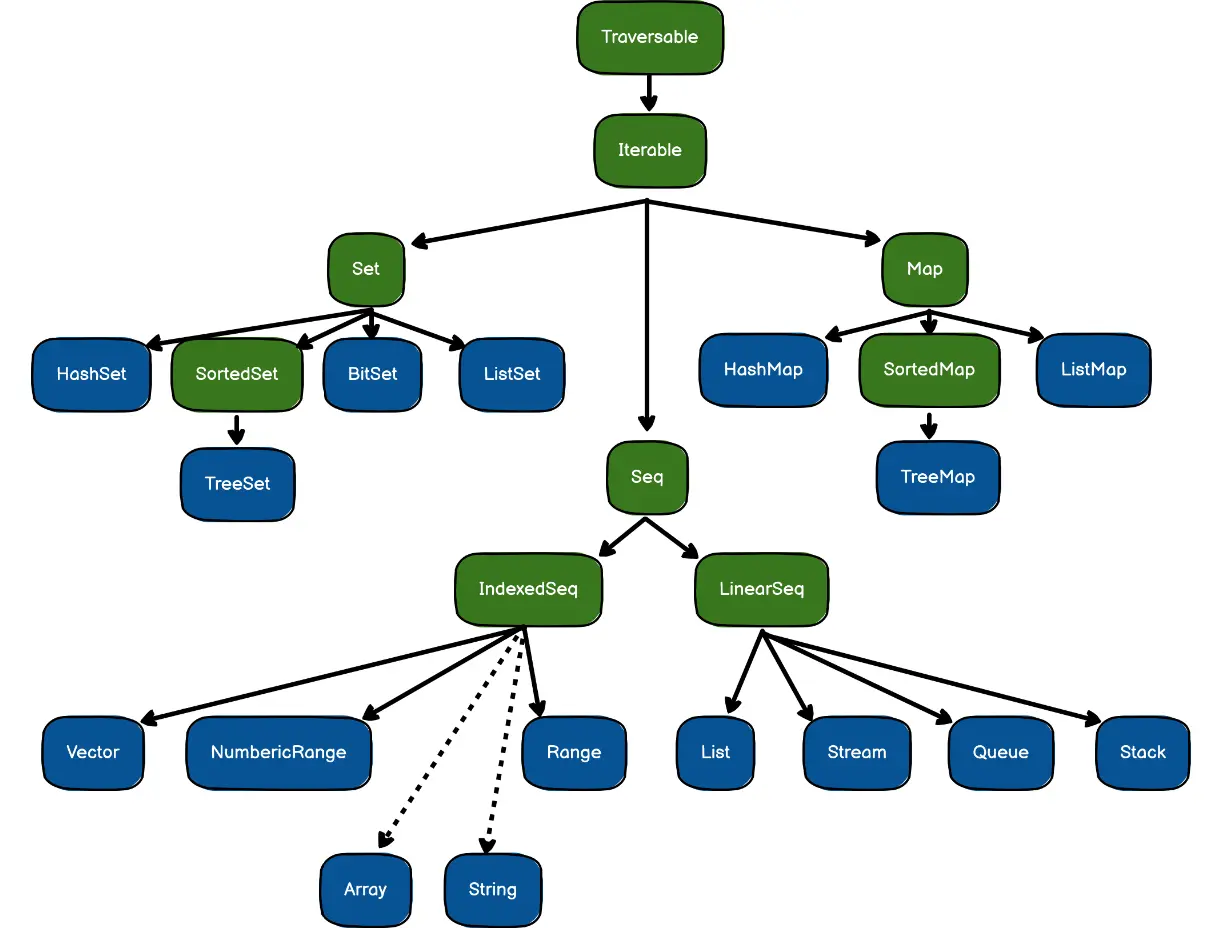 Traversable
Iterable
Set
Map
HashSet
SortedSet
BitSet
ListSet
HashMap
SortedMap
ListMap
TreeSet
TreeMap
Seq
IndexedSeq
LinearSeq
Vector
NumbericRange
Range
List
Stream
Queue
Stack
Array
String